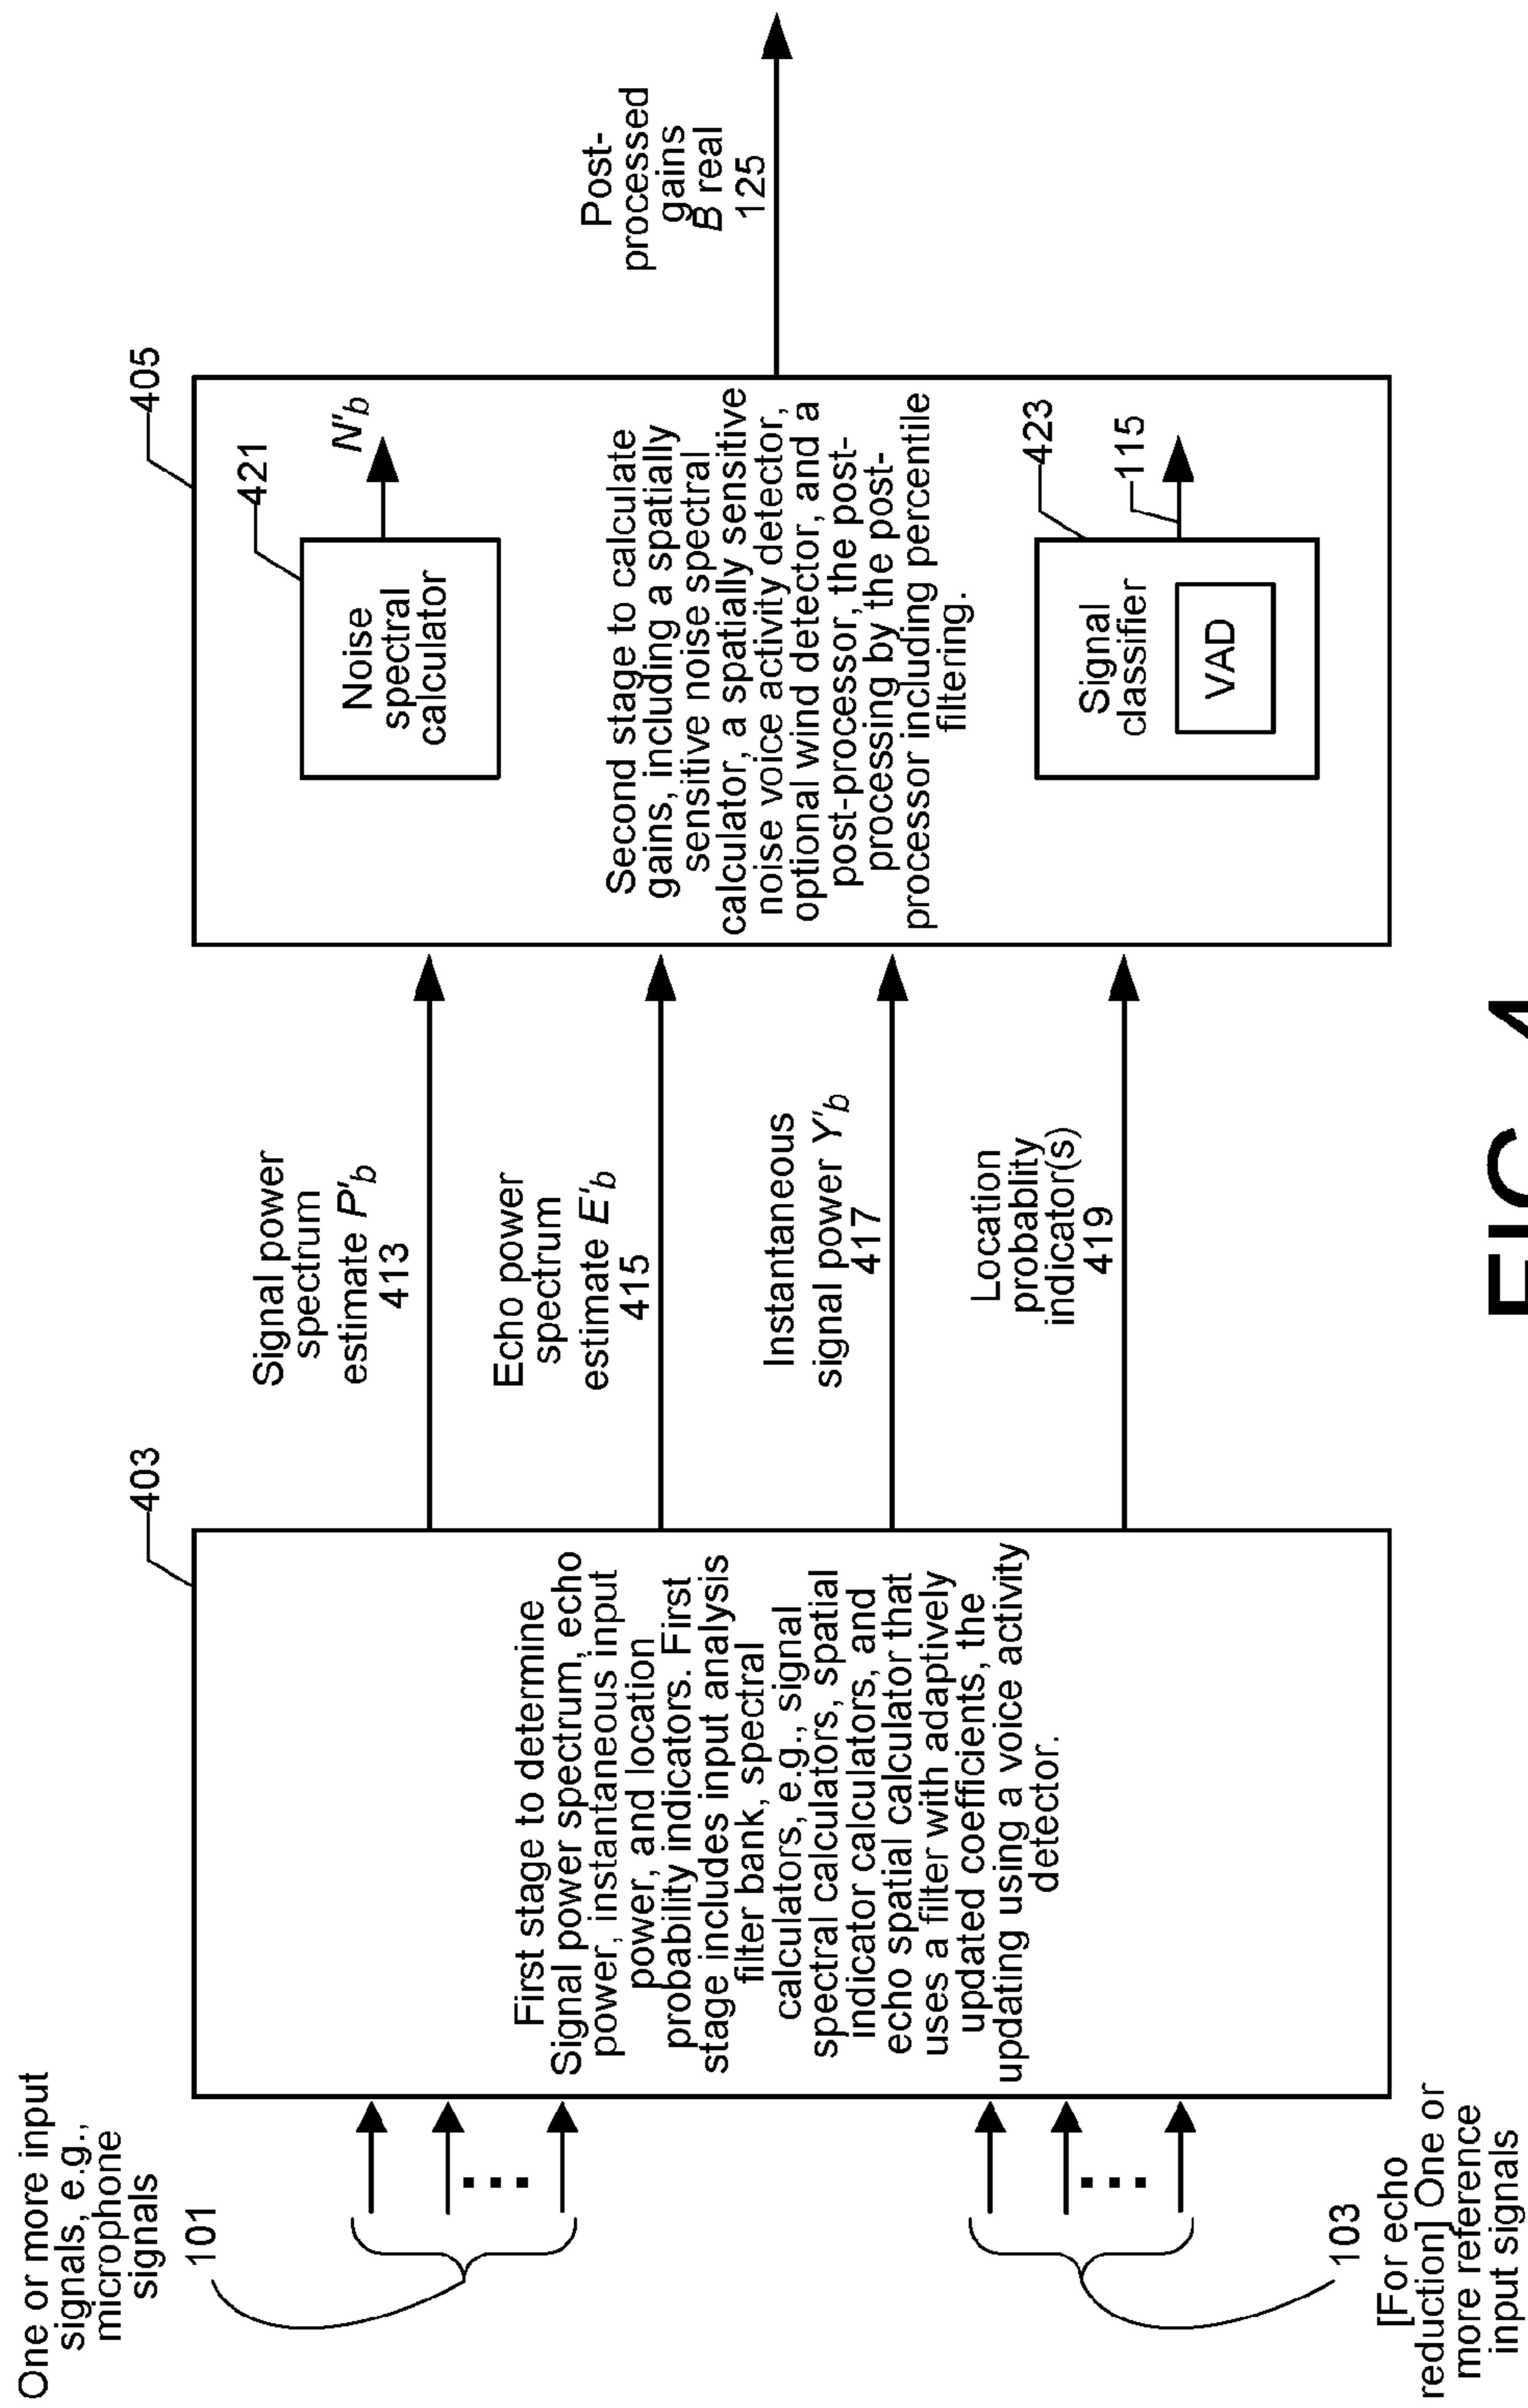 One or more input
signals, e.g.,
microphone
signals
101
103
[For echo
reduction] One or
more reference
input signals
403
First stage to determine
Signal power spectrum, echo
power, instantaneous input
power, and location
probability indicators. First
stage includes input analysis
filter bank, spectral
calculators, e.g., signal
spectral calculators, spatial
indicator calculators, and
echo spatial calculator that
uses a filter with adaptively
updated coefficients, the
updating using a voice activity
detector.
Signal power
spectrum
estimate P'b
413
Echo power
spectrum
estimate E'b
415
Instantaneous
signal power Y'b
417
Location
probablity
indicator(s)
419
405
421
Noise
spectral
calculator
N'b
Second stage to calculate
gains, including a spatially
sensitive noise spectral
calculator, a spatially sensitive
noise voice activity detector,
optional wind detector, and a
post-processor, the post-
processing by the post-
processor including percentile
filtering.
423
115
Signal
classifier
VAD
Post-
processed
gains
B real
125